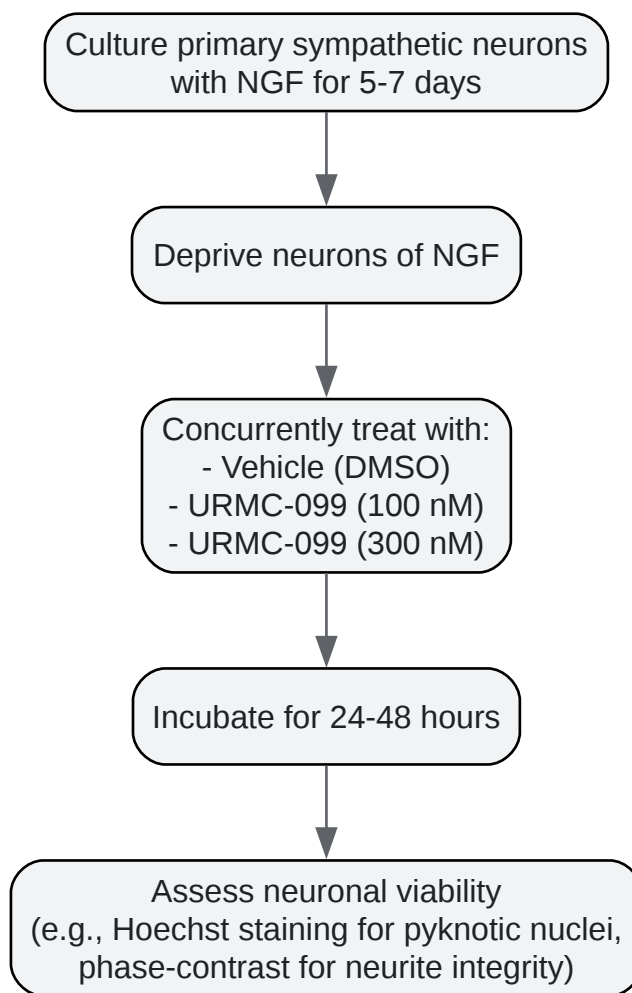 Culture primary sympathetic neurons
with NGF for 5-7 days
Deprive neurons of NGF
Concurrently treat with:
- Vehicle (DMSO)
- URMC-099 (100 nM)
- URMC-099 (300 nM)
Incubate for 24-48 hours
Assess neuronal viability
(e.g., Hoechst staining for pyknotic nuclei,
phase-contrast for neurite integrity)